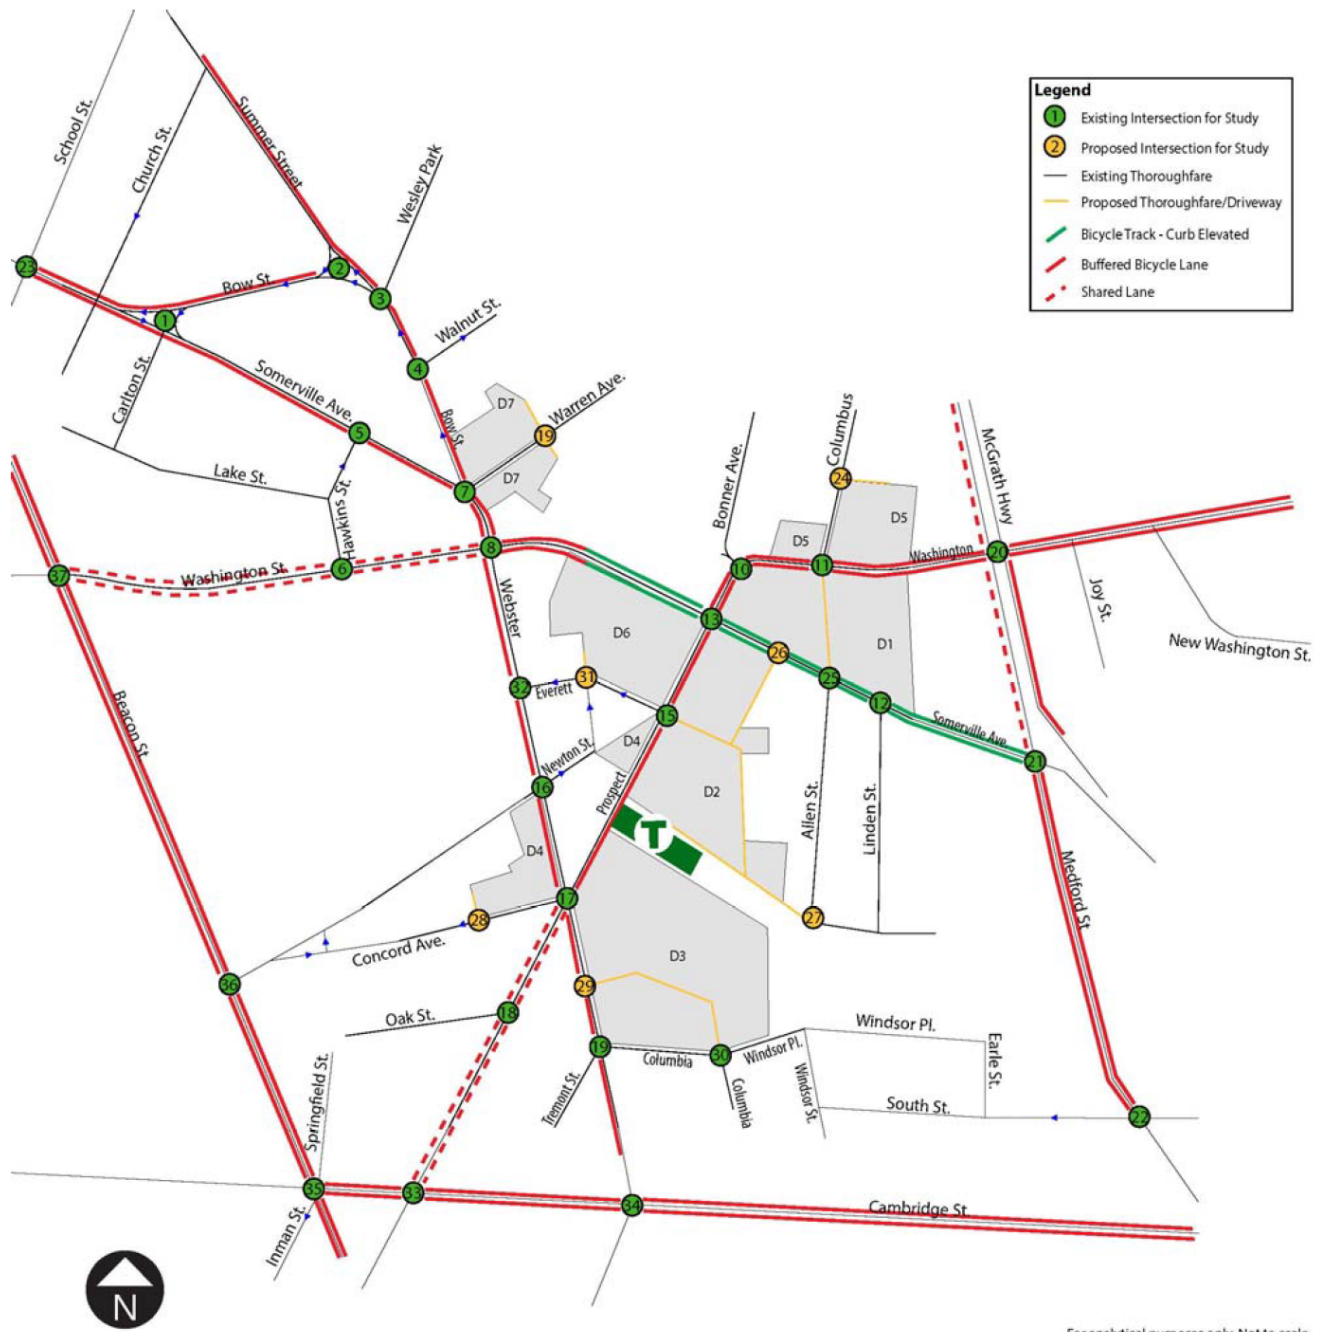 Legend
1 Existing Intersection for Study
2 Proposed Intersection for Study
Existing Thoroughfare
Proposed Thoroughfare/Driveway
Bicycle Track - Curb Elevated
Buffered Bicycle Lane
Shared Lane
School St.
Church St.
Summer Street
Wesley Park
23
2
Bow St.
3
1
Walnut St.
4
Carlton St.
Somerville Ave.
Bow St.
D7
Warren Ave.
19
5
D7
7
Lake St.
Hawkins St.
Columbus
24
McGrath Hwy
Bonner Ave.
D5
D5
8
37
Washington St.
6
10
11
Washington
20
Joy St.
New Washington St.
Webster
D6
13
26
D1
25
32
Everett
31
15
12
Somerville Ave
21
Beacon St.
D4
Newton St.
16
Prospect
D2
T
Allen St.
Linden St.
Medford St
D4
17
28
27
Concord Ave.
D3
36
29
Oak St.
18
19
Columbia
30
Windsor Pl.
Windsor Pl.
Earle St.
Springfield St.
Tremont St.
Columbia
Windsor St.
South St.
22
35
33
34
Cambridge St.
Inman St.
N
For analytical purposes only. Not to scale